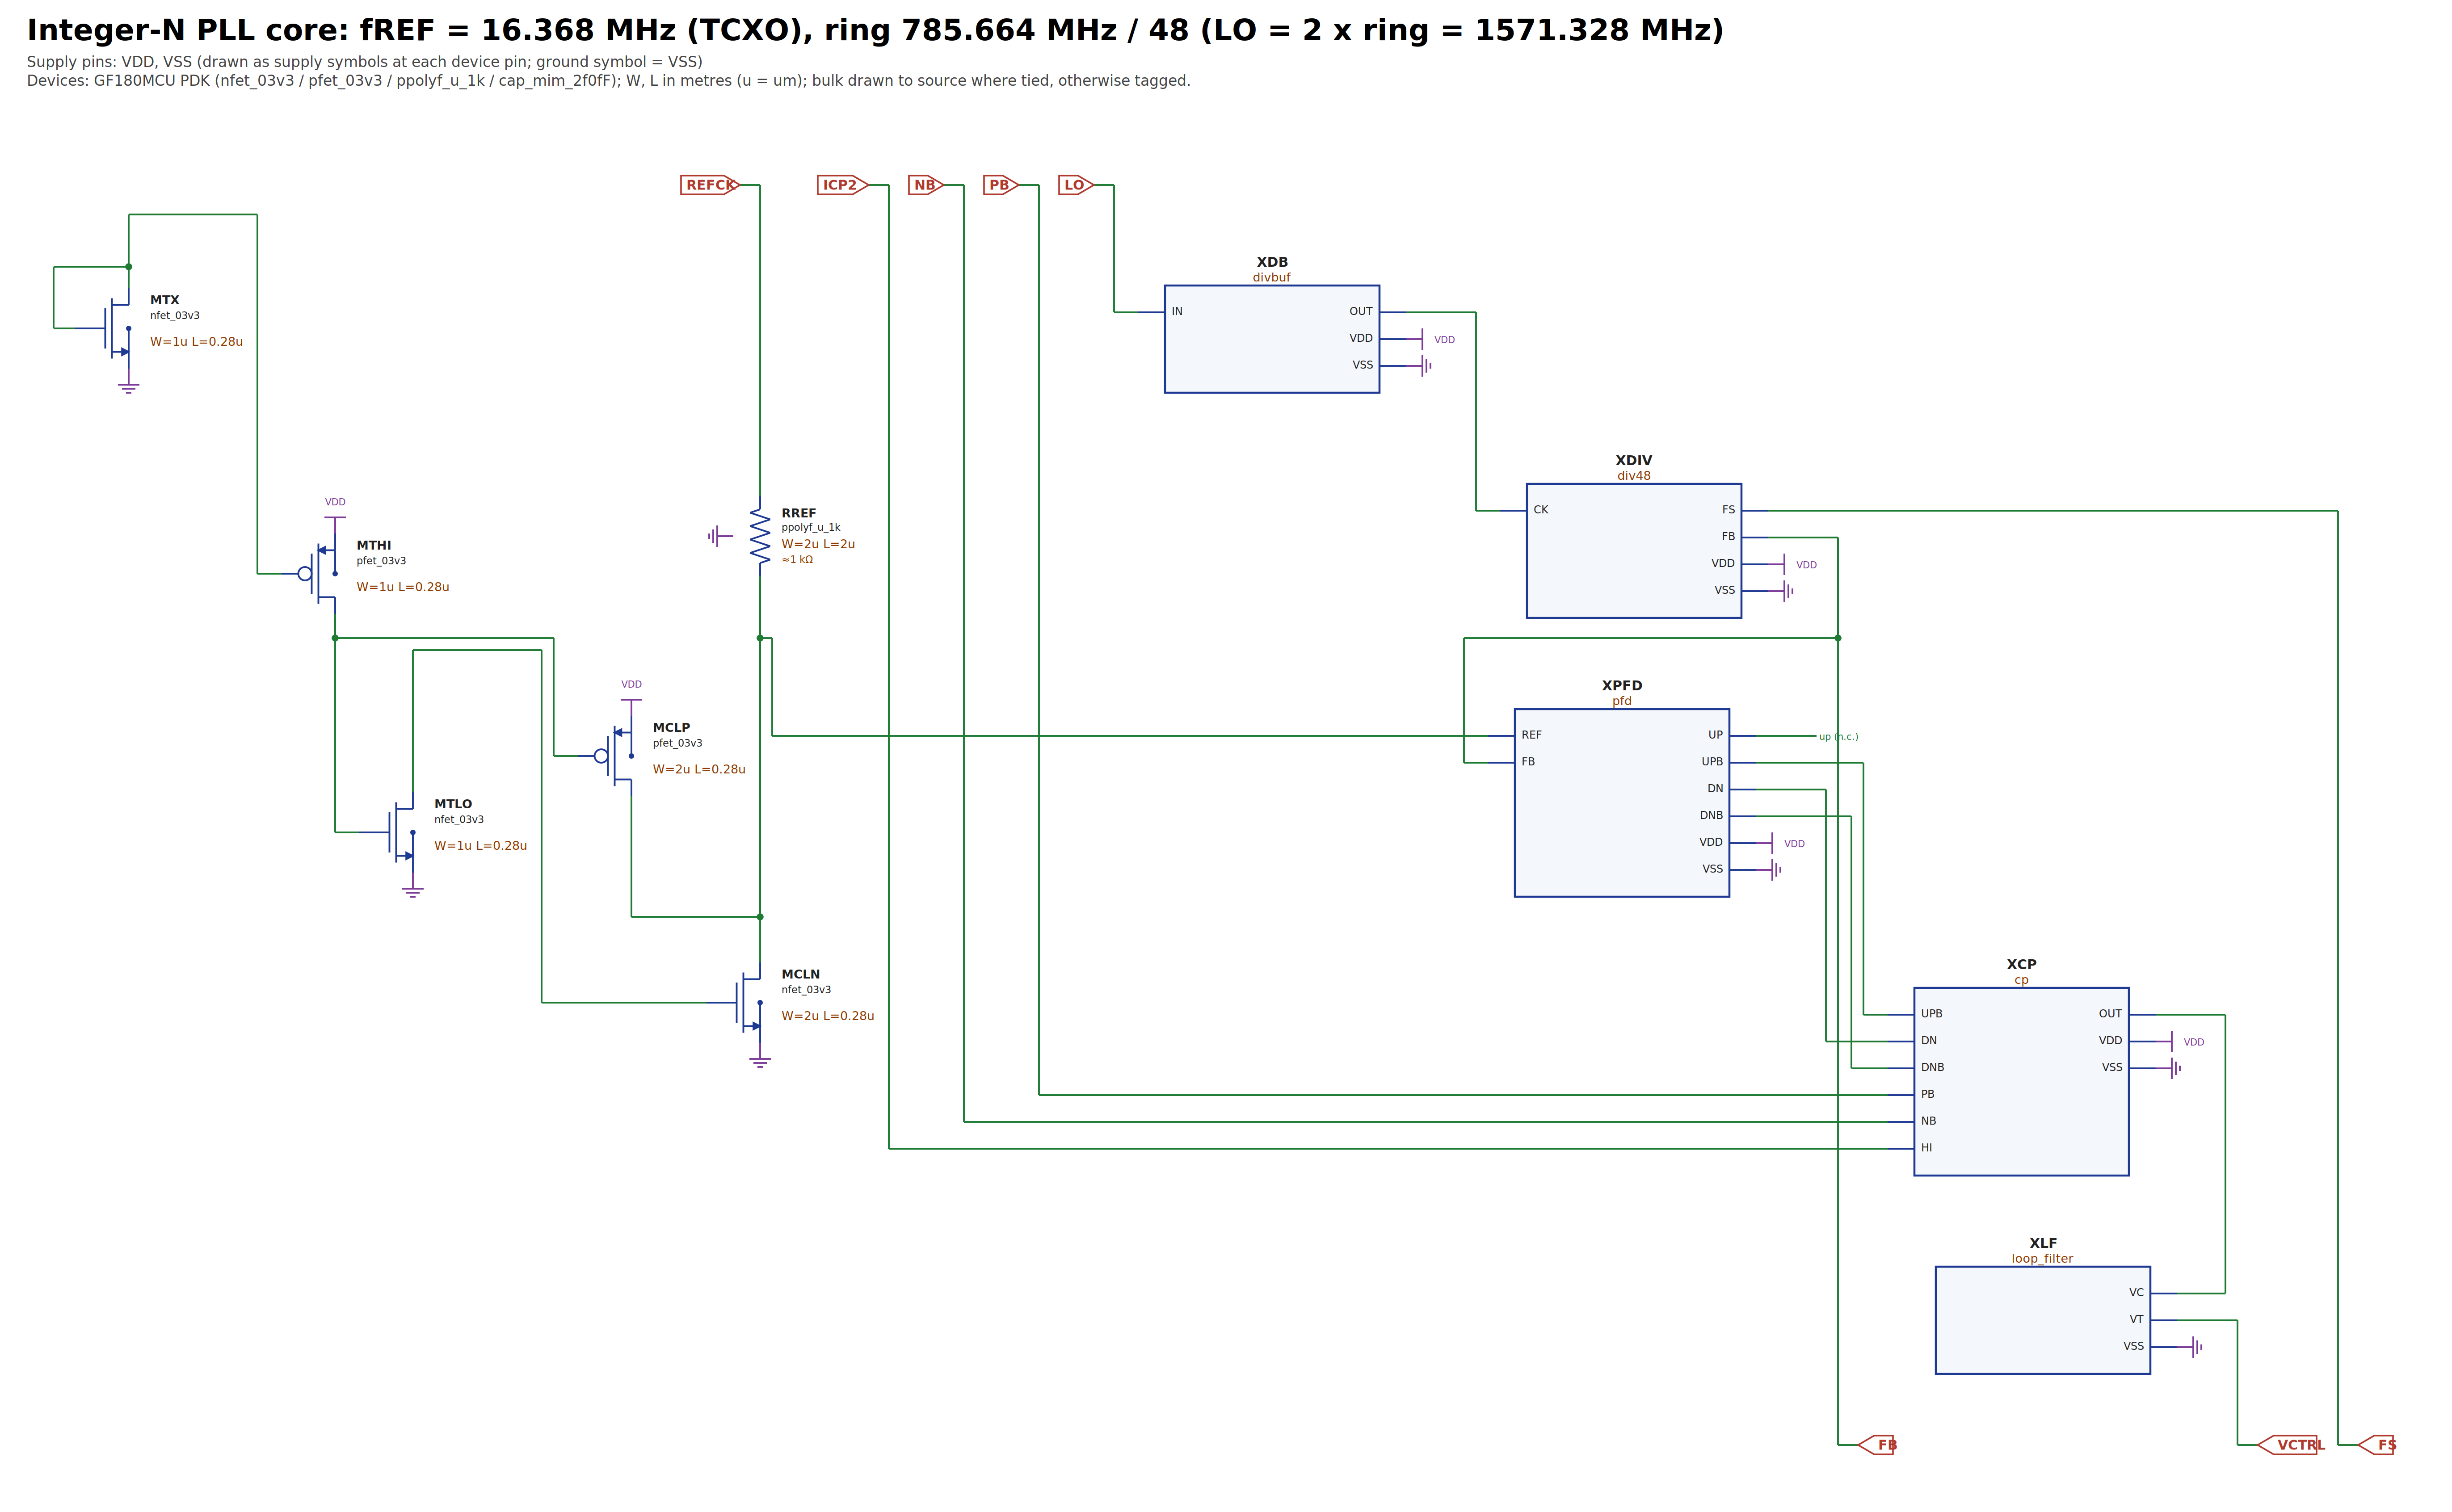 Integer-N PLL core: fREF = 16.368 MHz (TCXO), ring 785.664 MHz / 48 (LO = 2 x ring = 1571.328 MHz)
Supply pins: VDD, VSS (drawn as supply symbols at each device pin; ground symbol = VSS)
Devices: GF180MCU PDK (nfet_03v3 / pfet_03v3 / ppolyf_u_1k / cap_mim_2f0fF); W, L in metres (u = um); bulk drawn to source where tied, otherwise tagged.
REFCK
ICP2
NB
PB
LO
XDB
divbuf
IN
OUT
VDD
VSS
VDD
MTX
nfet_03v3
W=1u L=0.28u
XDIV
div48
CK
FS
FB
VDD
VSS
VDD
VDD
MTHI
pfet_03v3
W=1u L=0.28u
RREF
ppolyf_u_1k
W=2u L=2u
≈1 kΩ
XPFD
pfd
REF
FB
UP
UPB
DN
DNB
VDD
VSS
up (n.c.)
VDD
VDD
MCLP
pfet_03v3
W=2u L=0.28u
MTLO
nfet_03v3
W=1u L=0.28u
MCLN
nfet_03v3
W=2u L=0.28u
XCP
cp
UPB
DN
DNB
PB
NB
HI
OUT
VDD
VSS
VDD
XLF
loop_filter
VC
VT
VSS
FB
VCTRL
FS